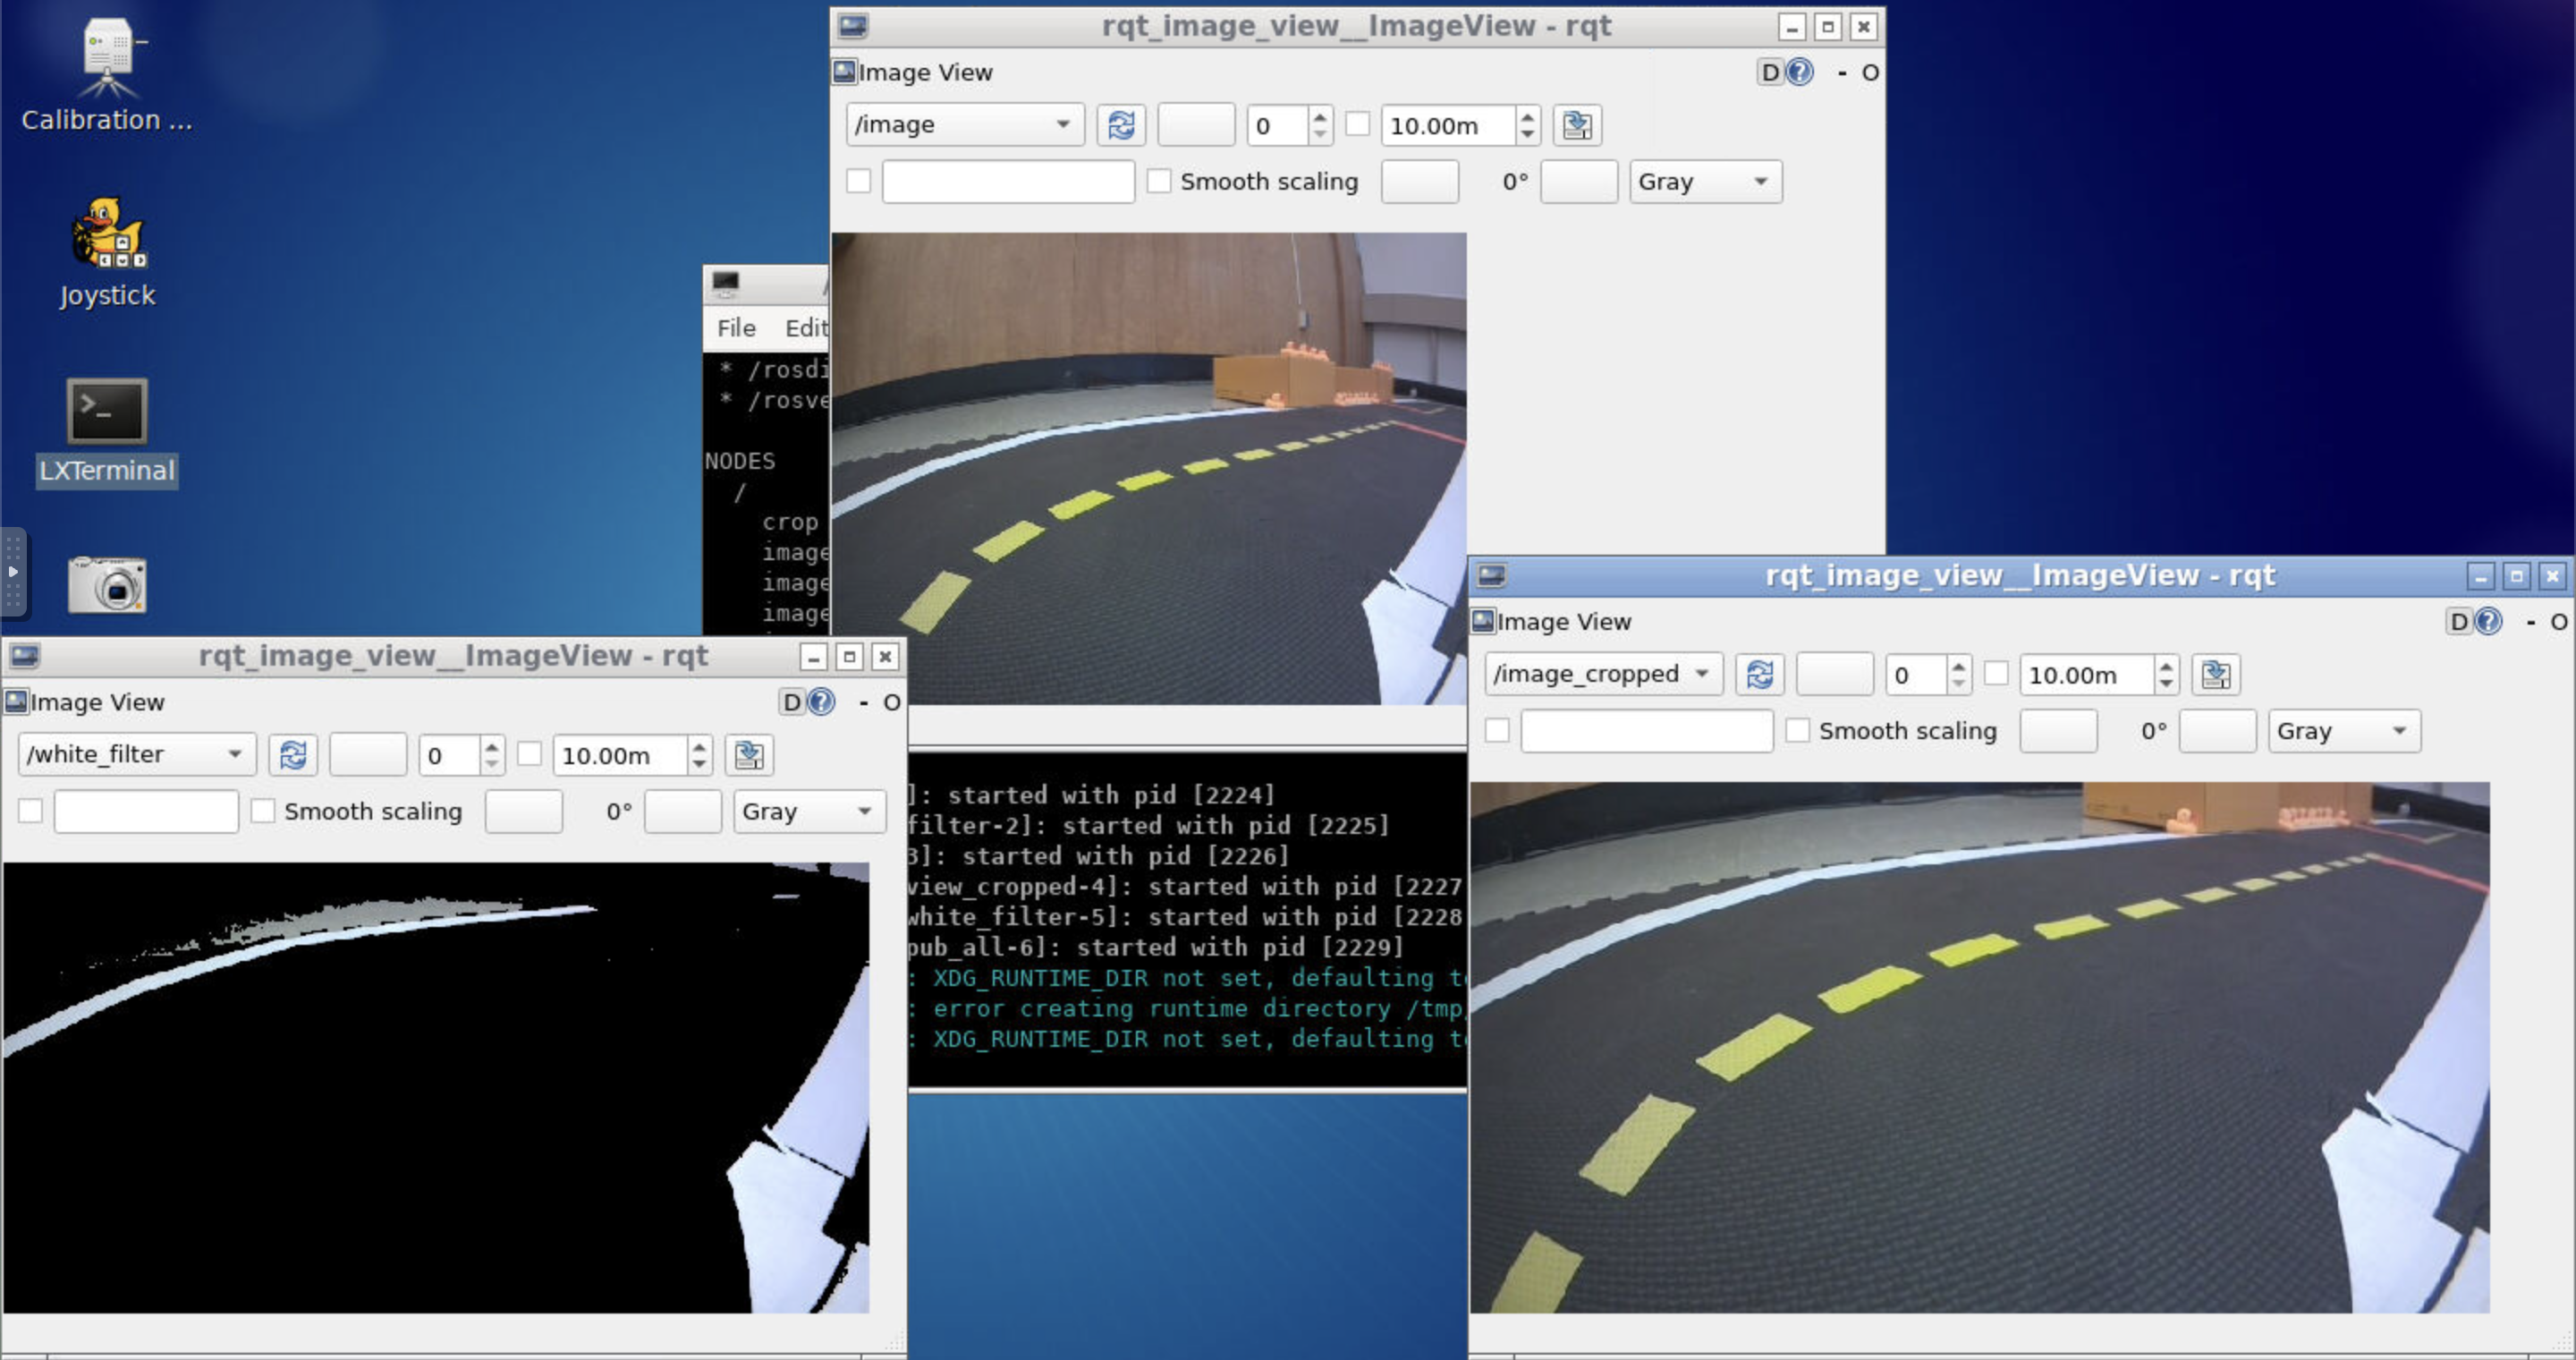 Calibration ...
Joystick
LXTerminal
rqt_image_view__ImageView - rqt
Image View
D
- O
/image
0
10.00m
Smooth scaling
0°
Gray
File Edit
* /rosdi
* /rosve
NODES
/
crop
image
image
image
rqt_image_view__ImageView - rqt
Image View
D
- O
/white_filter
0
10.00m
Smooth scaling
0°
Gray
]: started with pid [2224]
filter-2]: started with pid [2225]
3]: started with pid [2226]
view_cropped-4]: started with pid [2227
white_filter-5]: started with pid [2228
pub_all-6]: started with pid [2229]
: XDG_RUNTIME_DIR not set, defaulting to
: error creating runtime directory /tmp/
: XDG_RUNTIME_DIR not set, defaulting to
rqt_image_view__ImageView - rqt
Image View
D
- O
/image_cropped
0
10.00m
Smooth scaling
0°
Gray